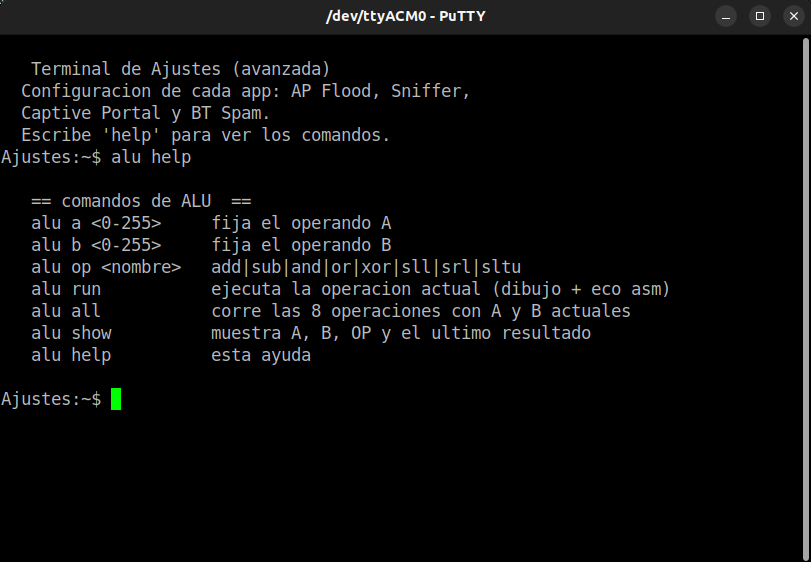 /dev/ttyACM0 - PuTTY
Terminal de Ajustes (avanzada)
Configuracion de cada app: AP Flood, Sniffer,
Captive Portal y BT Spam.
Escribe 'help' para ver los comandos.
Ajustes:~$ alu help
== comandos de ALU  ==
alu a <0-255>     fija el operando A
alu b <0-255>     fija el operando B
alu op <nombre>   add|sub|and|or|xor|sll|srl|sltu
alu run           ejecuta la operacion actual (dibujo + eco asm)
alu all           corre las 8 operaciones con A y B actuales
alu show          muestra A, B, OP y el ultimo resultado
alu help          esta ayuda
Ajustes:~$